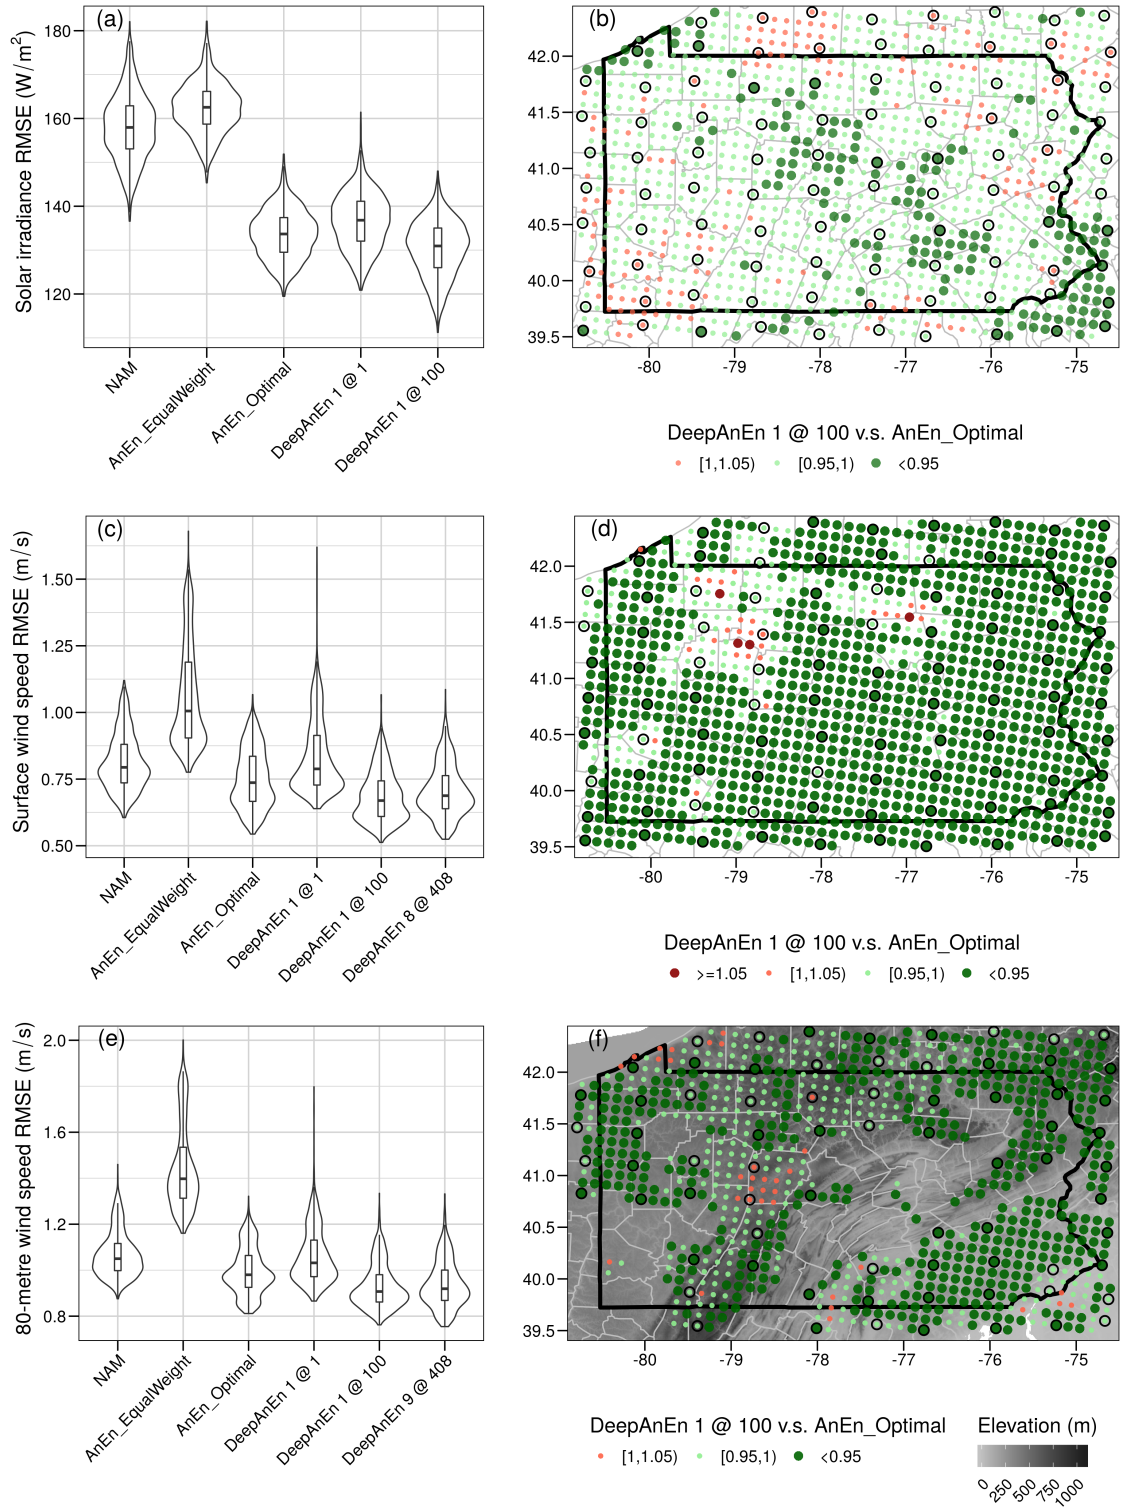 (a)
Solar irradiance RMSE (W/m²)
180
160
140
120
NAM
AnEn_EqualWeight
AnEn_Optimal
DeepAnEn 1 @ 1
DeepAnEn 1 @ 100
(b)
42.0
41.5
41.0
40.5
40.0
39.5
-80 -79 -78 -77 -76 -75
DeepAnEn 1 @ 100 v.s. AnEn_Optimal
[1,1.05) [0.95,1) <0.95
(c)
Surface wind speed RMSE (m/s)
1.50
1.25
1.00
0.75
0.50
NAM
AnEn_EqualWeight
AnEn_Optimal
DeepAnEn 1 @ 1
DeepAnEn 1 @ 100
DeepAnEn 8 @ 408
(d)
42.0
41.5
41.0
40.5
40.0
39.5
-80 -79 -78 -77 -76 -75
DeepAnEn 1 @ 100 v.s. AnEn_Optimal
>=1.05 [1,1.05) [0.95,1) <0.95
(e)
80-metre wind speed RMSE (m/s)
2.0
1.6
1.2
0.8
NAM
AnEn_EqualWeight
AnEn_Optimal
DeepAnEn 1 @ 1
DeepAnEn 1 @ 100
DeepAnEn 9 @ 408
(f)
42.0
41.5
41.0
40.5
40.0
39.5
-80 -79 -78 -77 -76 -75
DeepAnEn 1 @ 100 v.s. AnEn_Optimal
[1,1.05) [0.95,1) <0.95
Elevation (m)
0 250 500 750 1000